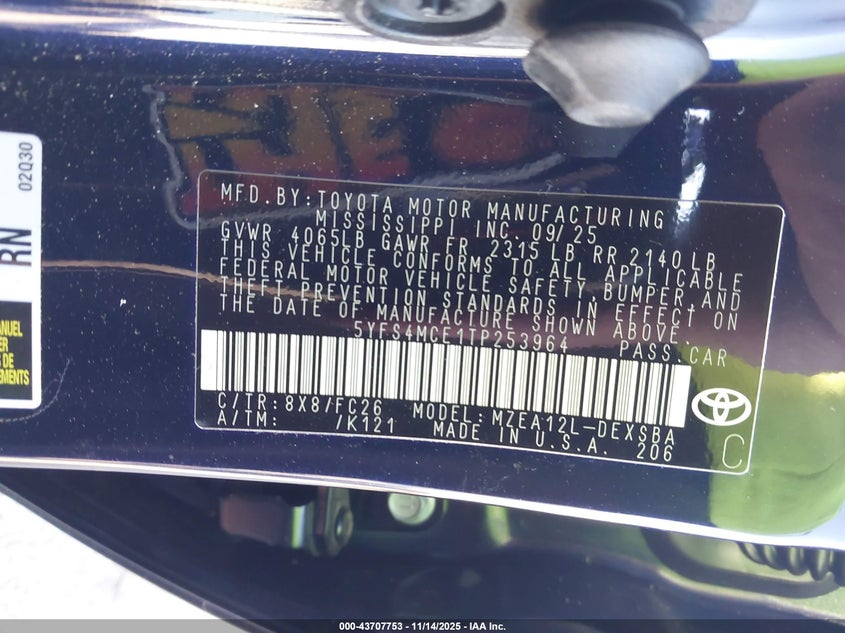 02Q30
RN
MFD. BY: TOYOTA MOTOR MANUFACTURING
MISSISSIPPI INC. 09/25
GVWR 4065LB GAWR FR 2315 LB RR 2140 LB
THIS VEHICLE CONFORMS TO ALL APPLICABLE
FEDERAL MOTOR VEHICLE SAFETY, BUMPER, AND
THEFT PREVENTION STANDARDS IN EFFECT ON
THE DATE OF MANUFACTURE SHOWN ABOVE.
5YFS4MCE1TP253964 PASS. CAR
C/TR: 8X8/FC26 MODEL: MZEA12L-DEXSBA
A/TM: /K121 MADE IN U.S.A. 206
C
000-43707753 | 11/14/2025 - IAA Inc.